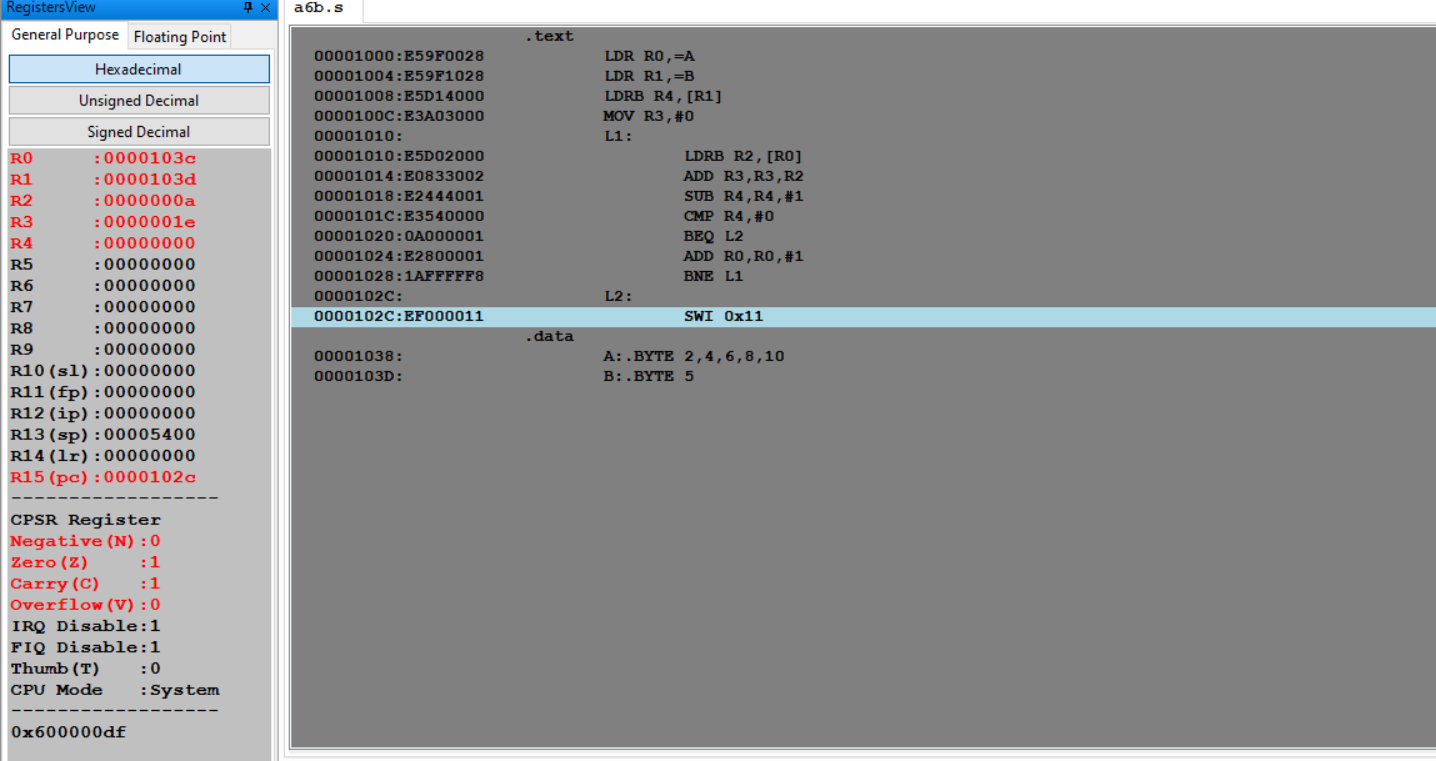 RegistersView
General Purpose Floating Point
Hexadecimal
Unsigned Decimal
Signed Decimal
R0 :0000103c
R1 :0000103d
R2 :0000000a
R3 :0000001e
R4 :00000000
R5 :00000000
R6 :00000000
R7 :00000000
R8 :00000000
R9 :00000000
R10(sl):00000000
R11(fp):00000000
R12(ip):00000000
R13(sp):00005400
R14(lr):00000000
R15(pc):0000102c
-------------------
CPSR Register
Negative(N):0
Zero(Z) :1
Carry(C) :1
Overflow(V):0
IRQ Disable:1
FIQ Disable:1
Thumb(T) :0
CPU Mode :System
-------------------
0x600000df
a6b.s
.text
00001000:E59F0028 LDR R0,=A
00001004:E59F1028 LDR R1,=B
00001008:E5D14000 LDRB R4,[R1]
0000100C:E3A03000 MOV R3,#0
00001010: L1:
00001010:E5D02000 LDRB R2,[R0]
00001014:E0833002 ADD R3,R3,R2
00001018:E2444001 SUB R4,R4,#1
0000101C:E3540000 CMP R4,#0
00001020:0A000001 BEQ L2
00001024:E2800001 ADD R0,R0,#1
00001028:1AFFFFF8 BNE L1
0000102C: L2:
0000102C:EF000011 SWI 0x11
.data
00001038: A:.BYTE 2,4,6,8,10
0000103D: B:.BYTE 5